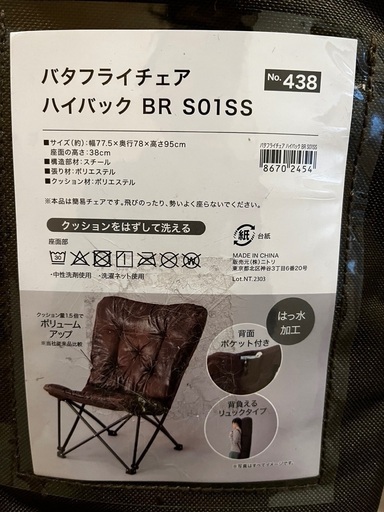 バタフライチェア
ハイバック BR S01SS
No. 438
■サイズ(約):幅77.5×奥行78×高さ95cm
座面の高さ:38cm
■構造部材:スチール
■張り材:ポリエステル
■クッション材:ポリエステル
※本品は簡易チェアです。飛びのったり、勢いよく座らないでください。
バタフライチェア ハイバック BR S01SS
8670 2454
クッションをはずして洗える
座面部
・中性洗剤使用 ・洗濯ネット使用
紙
台紙
MADE IN CHINA
販売元(株)ニトリ
東京都北区神谷3丁目6番20号
Lot.NT.2303
クッション量1.5倍で
ボリューム
アップ
※当社従来品比較
はっ水
加工
背面
ポケット付き
背負える
リュックタイプ